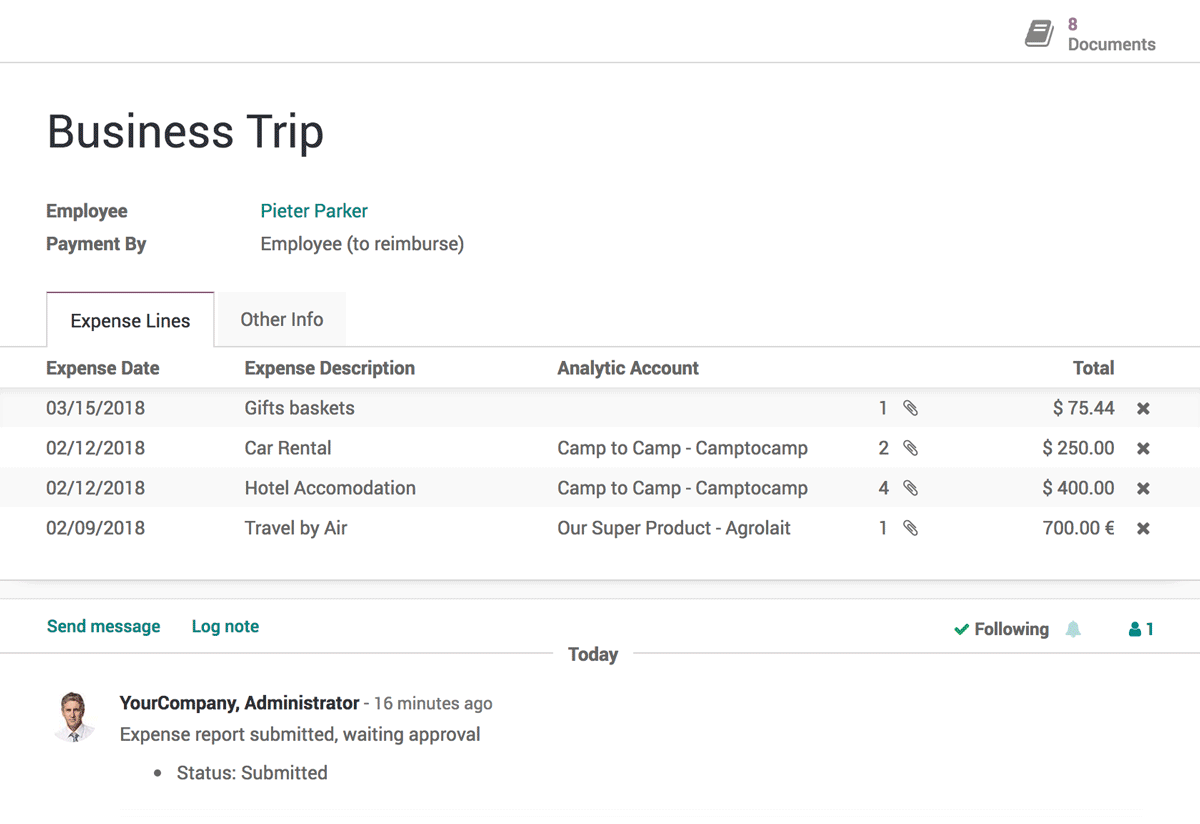 8
Documents
Business Trip
Employee Pieter Parker
Payment By Employee (to reimburse)
Expense Lines Other Info
Expense Date Expense Description Analytic Account Total
03/15/2018 Gifts baskets 1 $ 75.44
02/12/2018 Car Rental Camp to Camp - Camptocamp 2 $ 250.00
02/12/2018 Hotel Accomodation Camp to Camp - Camptocamp 4 $ 400.00
02/09/2018 Travel by Air Our Super Product - Agrolait 1 700.00 €
Send message Log note Following 1
Today
YourCompany, Administrator - 16 minutes ago
Expense report submitted, waiting approval
• Status: Submitted